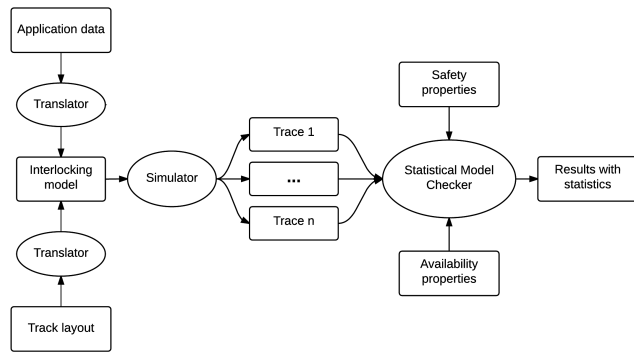 Application data
Translator
Interlocking
model
Translator
Track layout
Simulator
Trace 1
...
Trace n
Safety
properties
Statistical Model
Checker
Availability
properties
Results with
statistics